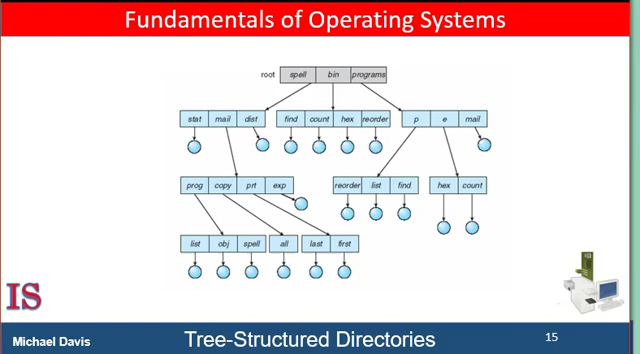 Fundamentals of Operating Systems
root spell bin programs
stat mail dist find count hex reorder p e mail
prog copy prt exp reorder list find hex count
list obj spell all last first
IS
Michael Davis Tree-Structured Directories 15